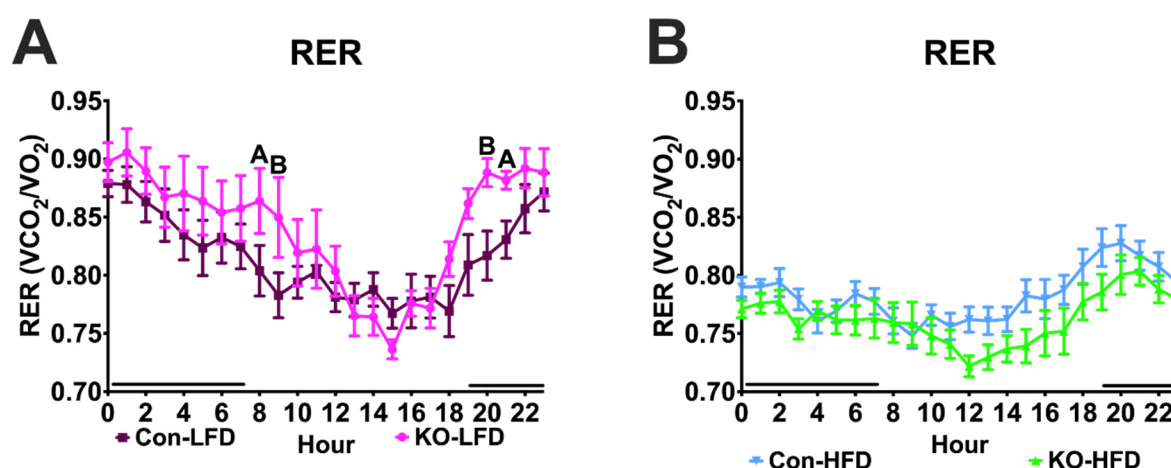 A
RER
RER (VCO2/VO2)
0.95
0.90
0.85
0.80
0.75
0.70
A
B
B
A
0 2 4 6 8 10 12 14 16 18 20 22
Hour
Con-LFD KO-LFD
B
RER
RER (VCO2/VO2)
0.95
0.90
0.85
0.80
0.75
0.70
0 2 4 6 8 10 12 14 16 18 20 22
Hour
Con-HFD KO-HFD